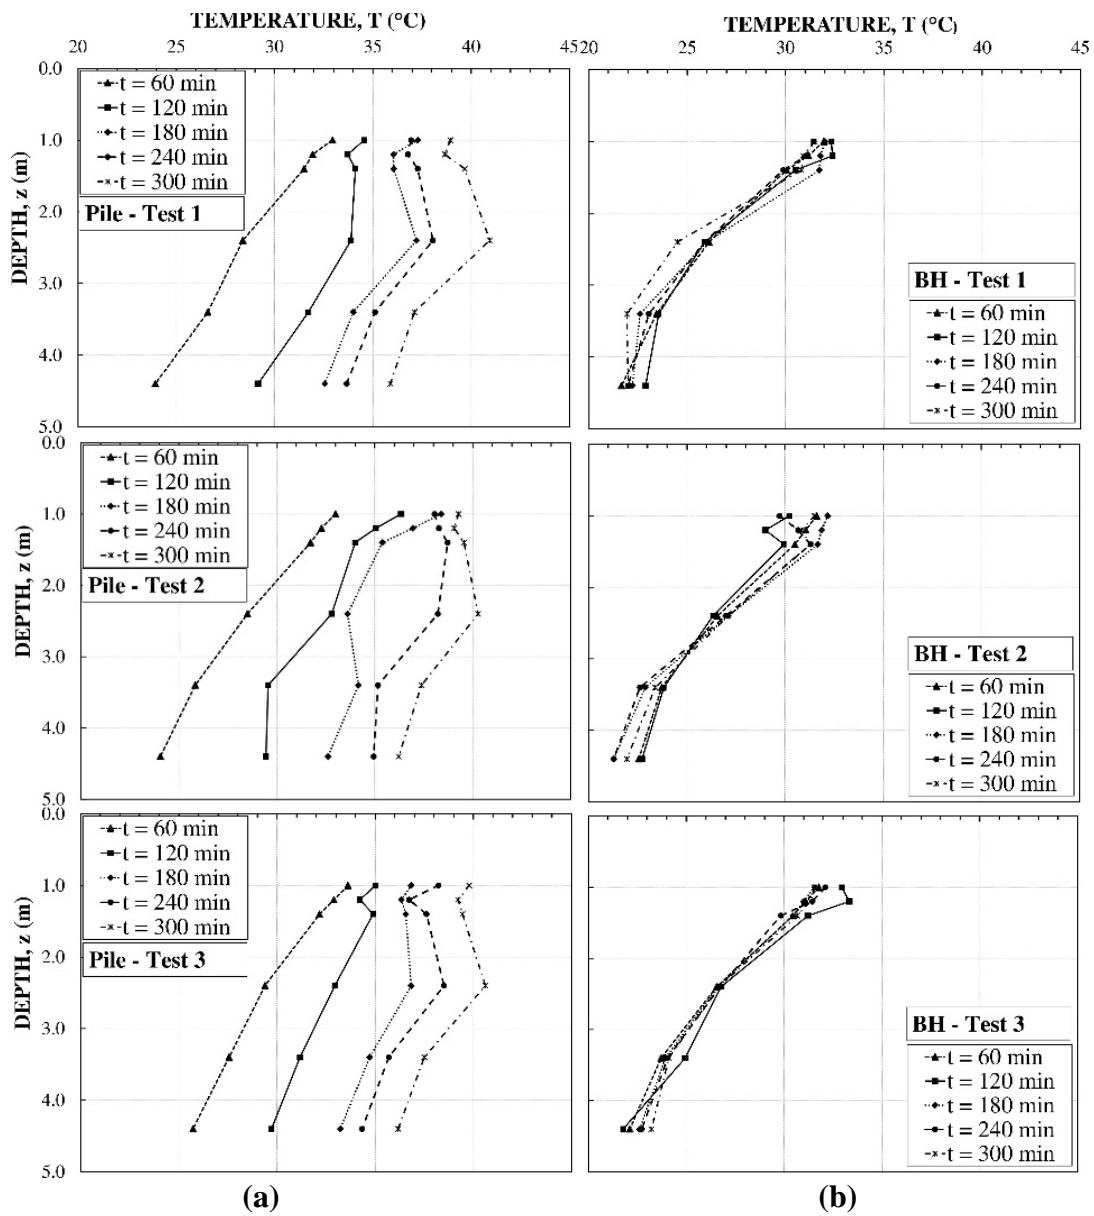 TEMPERATURE, T (°C)
20 25 30 35 40 45
DEPTH, z (m)
0.0
1.0
2.0
3.0
4.0
5.0
t = 60 min
t = 120 min
t = 180 min
t = 240 min
t = 300 min
Pile - Test 1
DEPTH, z (m)
0.0
1.0
2.0
3.0
4.0
5.0
t = 60 min
t = 120 min
t = 180 min
t = 240 min
t = 300 min
Pile - Test 2
DEPTH, z (m)
0.0
1.0
2.0
3.0
4.0
5.0
t = 60 min
t = 120 min
t = 180 min
t = 240 min
t = 300 min
Pile - Test 3
(a)
TEMPERATURE, T (°C)
20 25 30 35 40 45
BH - Test 1
t = 60 min
t = 120 min
t = 180 min
t = 240 min
t = 300 min
BH - Test 2
t = 60 min
t = 120 min
t = 180 min
t = 240 min
t = 300 min
BH - Test 3
t = 60 min
t = 120 min
t = 180 min
t = 240 min
t = 300 min
(b)